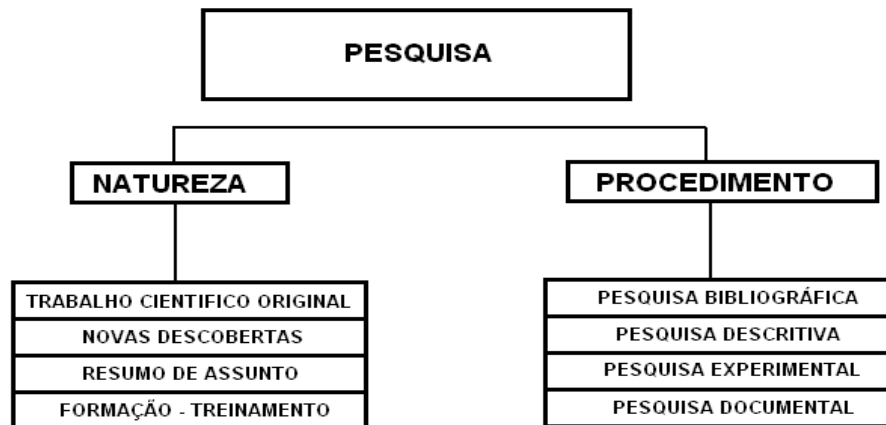 PESQUISA
NATUREZA
PROCEDIMENTO
TRABALHO CIENTIFICO ORIGINAL
NOVAS DESCOBERTAS
RESUMO DE ASSUNTO
FORMAÇÃO - TREINAMENTO
PESQUISA BIBLIOGRÁFICA
PESQUISA DESCRITIVA
PESQUISA EXPERIMENTAL
PESQUISA DOCUMENTAL